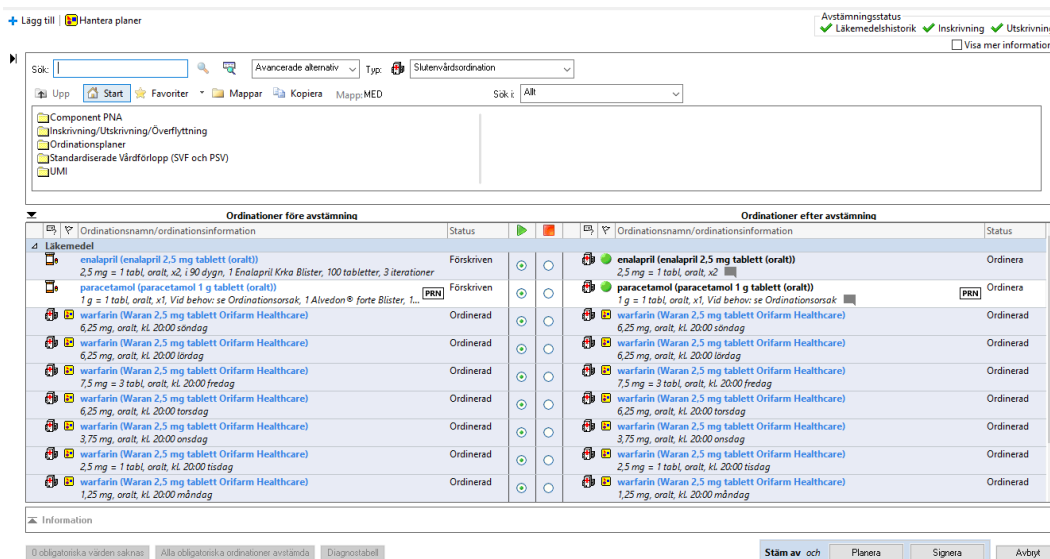 Lägg till Hantera planer
Avstämningsstatus
Läkemedelshistorik Inskrivning Utskrivning
Visa mer information
Sök: Avancerade alternativ Typ: Slutenvårdsordination
Upp Start Favoriter Mappar Kopiera Mapp: MED Sök i: Allt
Component PNA
Inskrivning/Utskrivning/Överflyttning
Ordinationsplaner
Standardiserade Vårdförlopp (SVF och PSV)
UMI
Ordinationer före avstämning Ordinationer efter avstämning
Ordinationsnamn/ordinationsinformation Status Ordinationsnamn/ordinationsinformation Status
Läkemedel
enalapril (enalapril 2,5 mg tablett (oralt)) Förskriven enalapril (enalapril 2,5 mg tablett (oralt)) Ordinera
2,5 mg = 1 tabl, oralt, x2, i 90 dygn, 1 Enalapril Krka Blister, 100 tabletter, 3 iterationer 2,5 mg = 1 tabl, oralt, x2
paracetamol (paracetamol 1 g tablett (oralt)) PRN Förskriven paracetamol (paracetamol 1 g tablett (oralt)) PRN Ordinera
1 g = 1 tabl, oralt, x1, Vid behov: se Ordinationsorsak, 1 Alvedon® forte Blister, 1... 1 g = 1 tabl, oralt, x1, Vid behov: se Ordinationsorsak
warfarin (Waran 2,5 mg tablett Orifarm Healthcare) Ordinerad warfarin (Waran 2,5 mg tablett Orifarm Healthcare) Ordinerad
6,25 mg, oralt, kl. 20:00 söndag 6,25 mg, oralt, kl. 20:00 söndag
warfarin (Waran 2,5 mg tablett Orifarm Healthcare) Ordinerad warfarin (Waran 2,5 mg tablett Orifarm Healthcare) Ordinerad
6,25 mg, oralt, kl. 20:00 lördag 6,25 mg, oralt, kl. 20:00 lördag
warfarin (Waran 2,5 mg tablett Orifarm Healthcare) Ordinerad warfarin (Waran 2,5 mg tablett Orifarm Healthcare) Ordinerad
7,5 mg = 3 tabl, oralt, kl. 20:00 fredag 7,5 mg = 3 tabl, oralt, kl. 20:00 fredag
warfarin (Waran 2,5 mg tablett Orifarm Healthcare) Ordinerad warfarin (Waran 2,5 mg tablett Orifarm Healthcare) Ordinerad
6,25 mg, oralt, kl. 20:00 torsdag 6,25 mg, oralt, kl. 20:00 torsdag
warfarin (Waran 2,5 mg tablett Orifarm Healthcare) Ordinerad warfarin (Waran 2,5 mg tablett Orifarm Healthcare) Ordinerad
3,75 mg, oralt, kl. 20:00 onsdag 3,75 mg, oralt, kl. 20:00 onsdag
warfarin (Waran 2,5 mg tablett Orifarm Healthcare) Ordinerad warfarin (Waran 2,5 mg tablett Orifarm Healthcare) Ordinerad
2,5 mg = 1 tabl, oralt, kl. 20:00 tisdag 2,5 mg = 1 tabl, oralt, kl. 20:00 tisdag
warfarin (Waran 2,5 mg tablett Orifarm Healthcare) Ordinerad warfarin (Waran 2,5 mg tablett Orifarm Healthcare) Ordinerad
1,25 mg, oralt, kl. 20:00 måndag 1,25 mg, oralt, kl. 20:00 måndag
Information
0 obligatoriska värden saknas Alla obligatoriska ordinationer avstämda Diagnostabell Stäm av och Planera Signera Avbryt